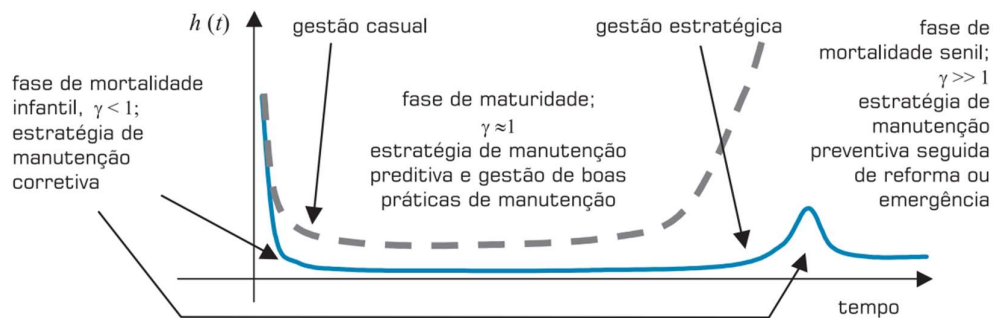 h (t)
gestão casual
gestão estratégica
fase de
mortalidade senil;
γ >> 1
estratégia de
manutenção
preventiva seguida
de reforma ou
emergência
fase de mortalidade
infantil, γ < 1;
estratégia de
manutenção
corretiva
fase de maturidade;
γ ≈1
estratégia de manutenção
preditiva e gestão de boas
práticas de manutenção
tempo